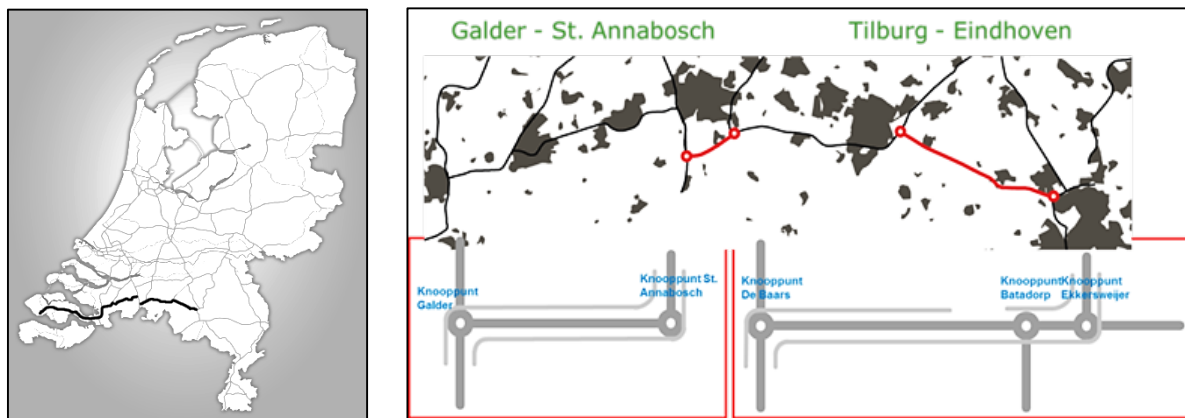 Galder - St. Annabosch
Tilburg - Eindhoven
Knooppunt
Galder
Knooppunt St.
Annabosch
Knooppunt
De Baars
Knooppunt
Batadorp
Knooppunt
Ekkersweijer